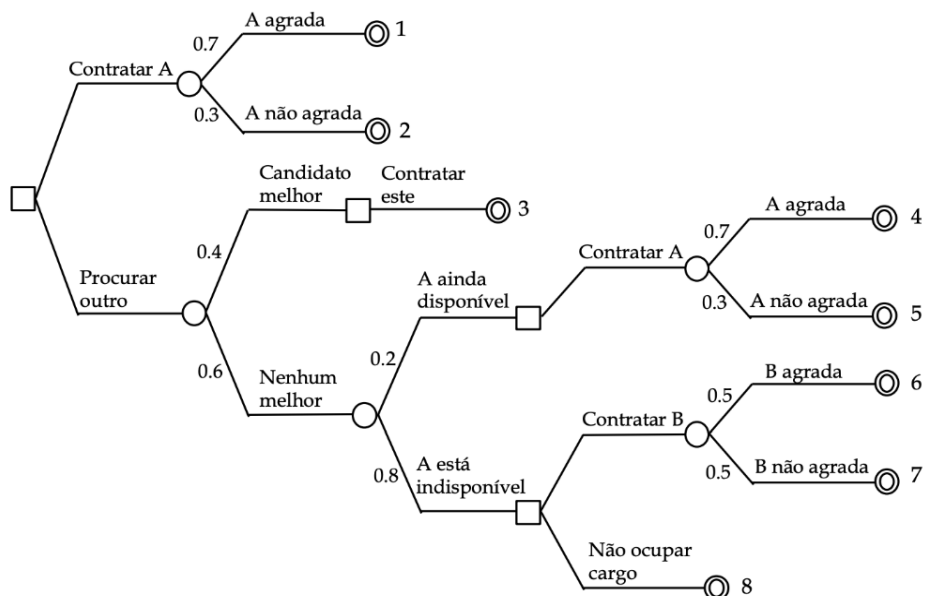 A agrada
1
0.7
Contratar A
0.3
A não agrada
2
Candidato
melhor
Contratar
este
3
0.4
Procurar
outro
0.6
Nenhum
melhor
A ainda
disponível
0.2
Contratar A
A agrada
4
0.7
0.3
A não agrada
5
0.8
A está
indisponível
Contratar B
B agrada
6
0.5
0.5
B não agrada
7
Não ocupar
cargo
8